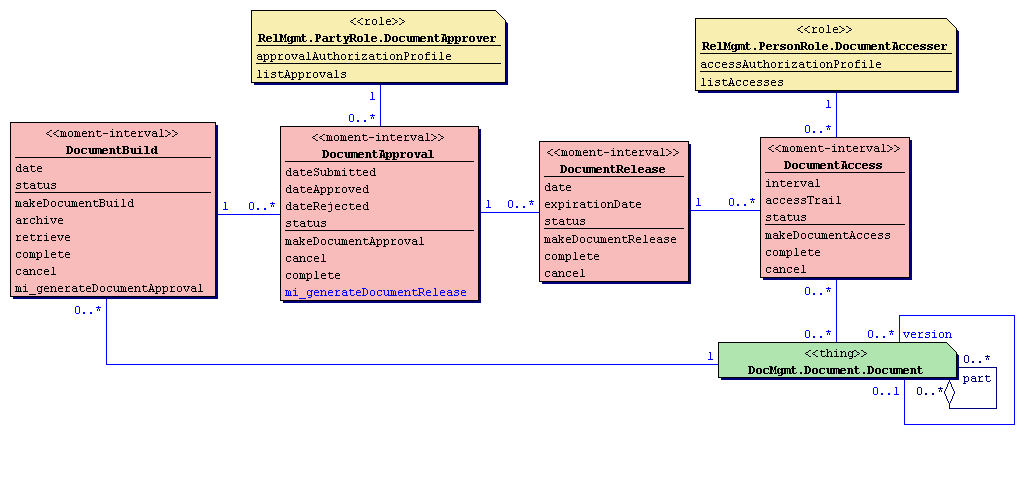 <<role>>
RelMgmt.PartyRole.DocumentApprover
approvalAuthorizationProfile
listApprovals
<<role>>
RelMgmt.PersonRole.DocumentAccesser
accessAuthorizationProfile
listAccesses
1
0..*
1
0..*
<<moment-interval>>
DocumentBuild
date
status
makeDocumentBuild
archive
retrieve
complete
cancel
mi_generateDocumentApproval
1
0..*
<<moment-interval>>
DocumentApproval
dateSubmitted
dateApproved
dateRejected
status
makeDocumentApproval
cancel
complete
mi_generateDocumentRelease
1
0..*
<<moment-interval>>
DocumentRelease
date
expirationDate
status
makeDocumentRelease
complete
cancel
1
0..*
<<moment-interval>>
DocumentAccess
interval
accessTrail
status
makeDocumentAccess
complete
cancel
0..*
0..*
0..*
0..*
version
1
<<thing>>
DocMgmt.Document.Document
0..*
part
0..1
0..*